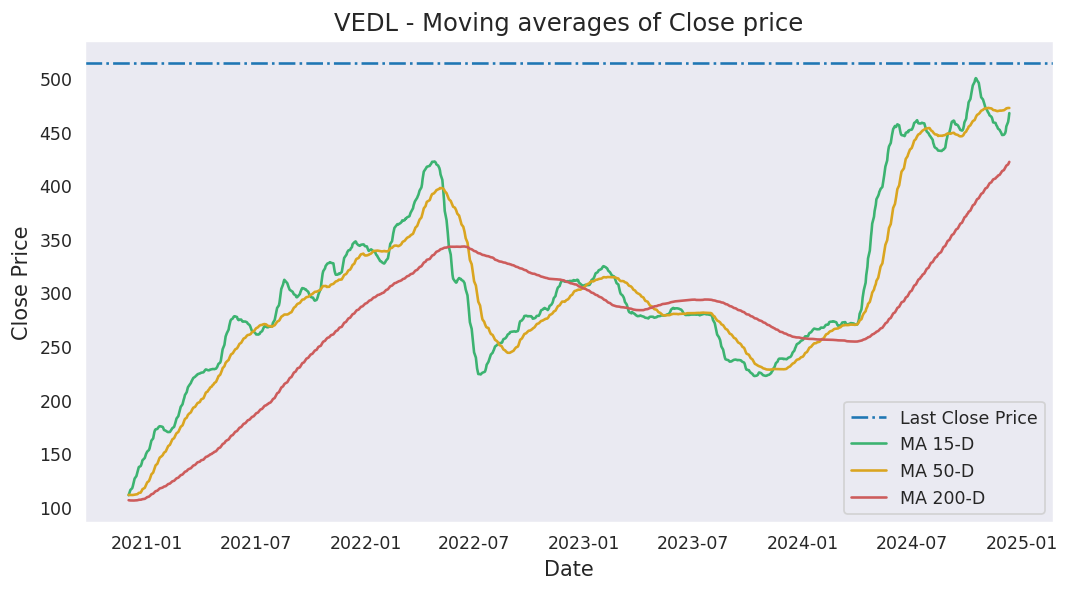 VEDL - Moving averages of Close price
Close Price
500
450
400
350
300
250
200
150
100
Last Close Price
MA 15-D
MA 50-D
MA 200-D
2021-01 2021-07 2022-01 2022-07 2023-01 2023-07 2024-01 2024-07 2025-01
Date